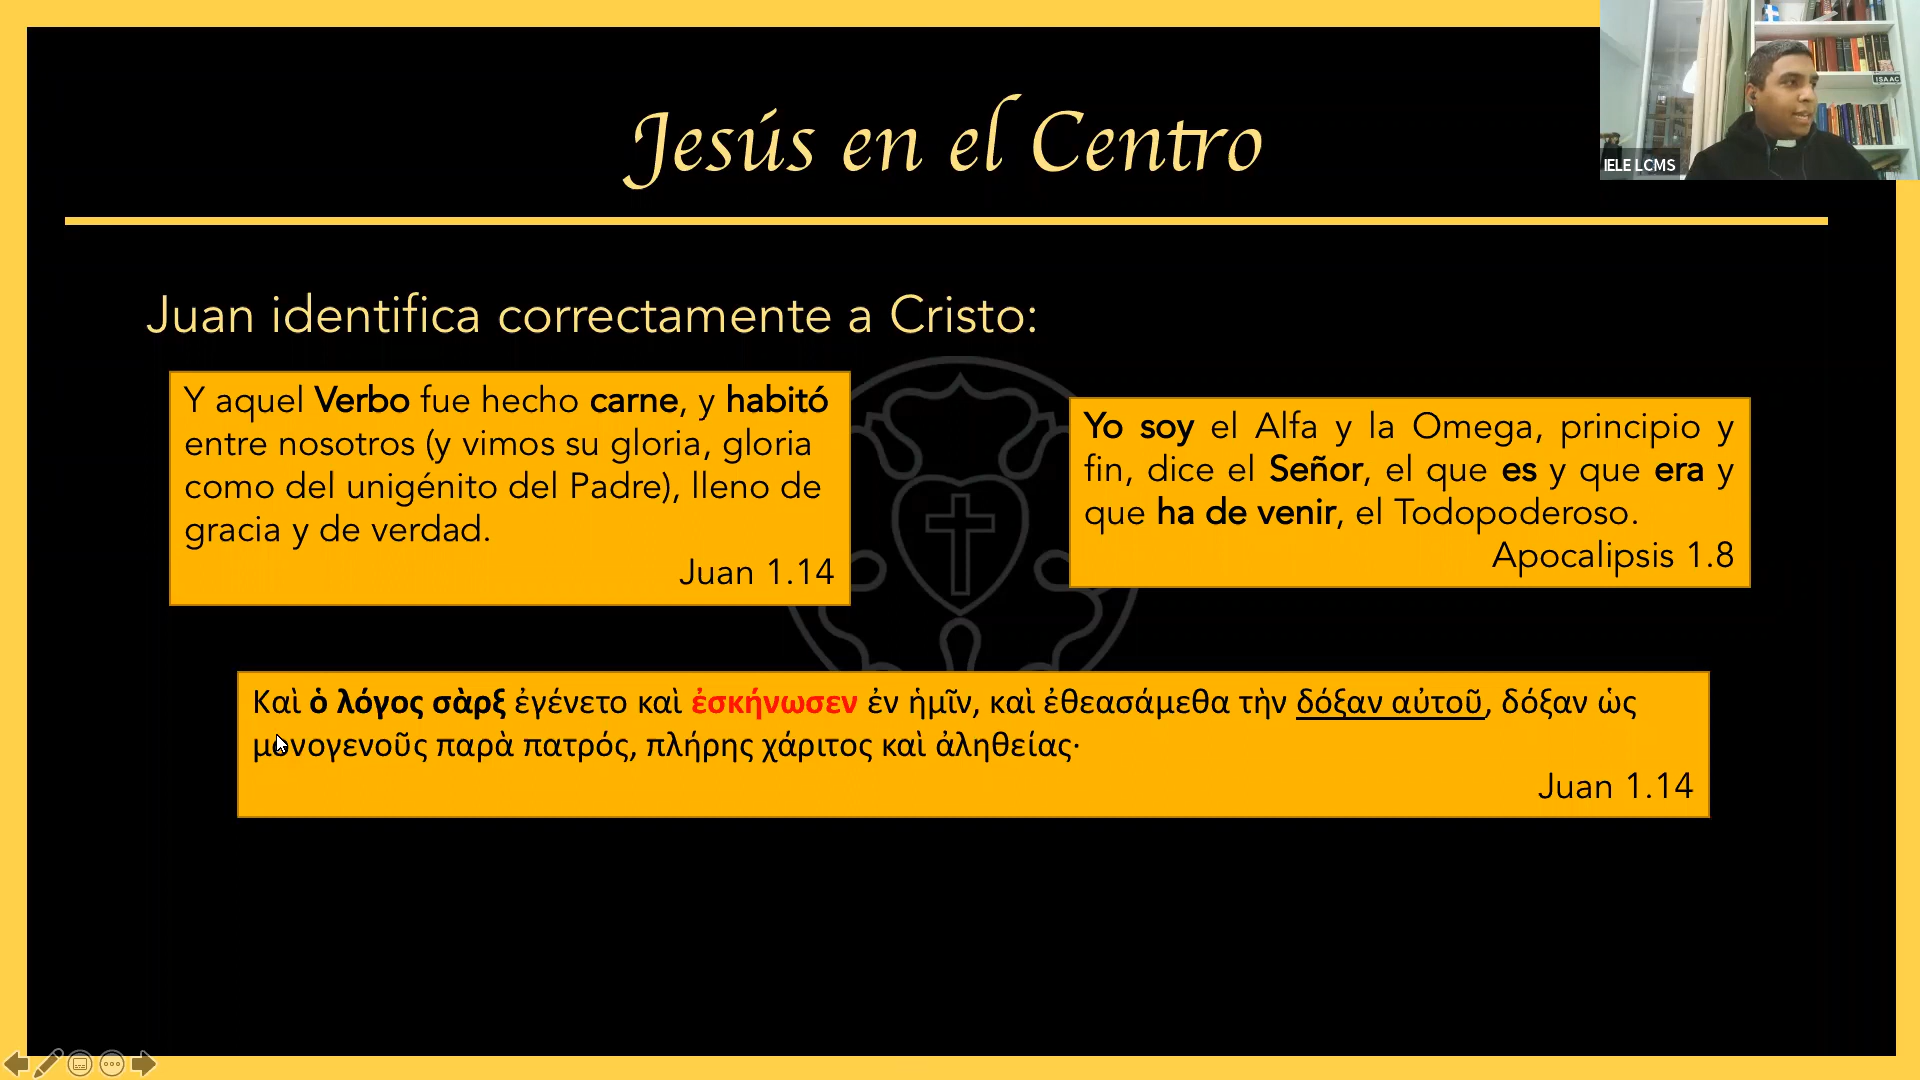 Jesús en el Centro
ISAAC
IELE LCMS
Juan identifica correctamente a Cristo:
Y aquel Verbo fue hecho carne, y habitó
entre nosotros (y vimos su gloria, gloria
como del unigénito del Padre), lleno de
gracia y de verdad.
Juan 1.14
Yo soy el Alfa y la Omega, principio y
fin, dice el Señor, el que es y que era y
que ha de venir, el Todopoderoso.
Apocalipsis 1.8
Καὶ ὁ λόγος σὰρξ ἐγένετο καὶ ἐσκήνωσεν ἐν ἡμῖν, καὶ ἐθεασάμεθα τὴν δόξαν αὐτοῦ, δόξαν ὡς
μονογενοῦς παρὰ πατρός, πλήρης χάριτος καὶ ἀληθείας·
Juan 1.14